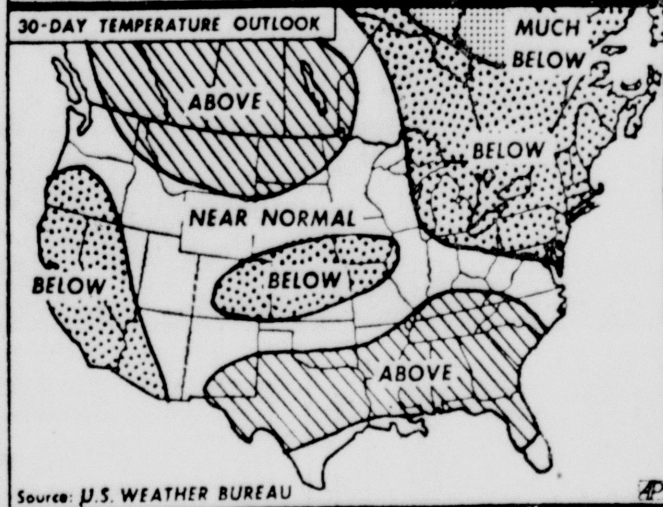 30-DAY TEMPERATURE OUTLOOK
MUCH
BELOW
ABOVE
BELOW
NEAR NORMAL
BELOW
BELOW
ABOVE
Source: U.S. WEATHER BUREAU
AP